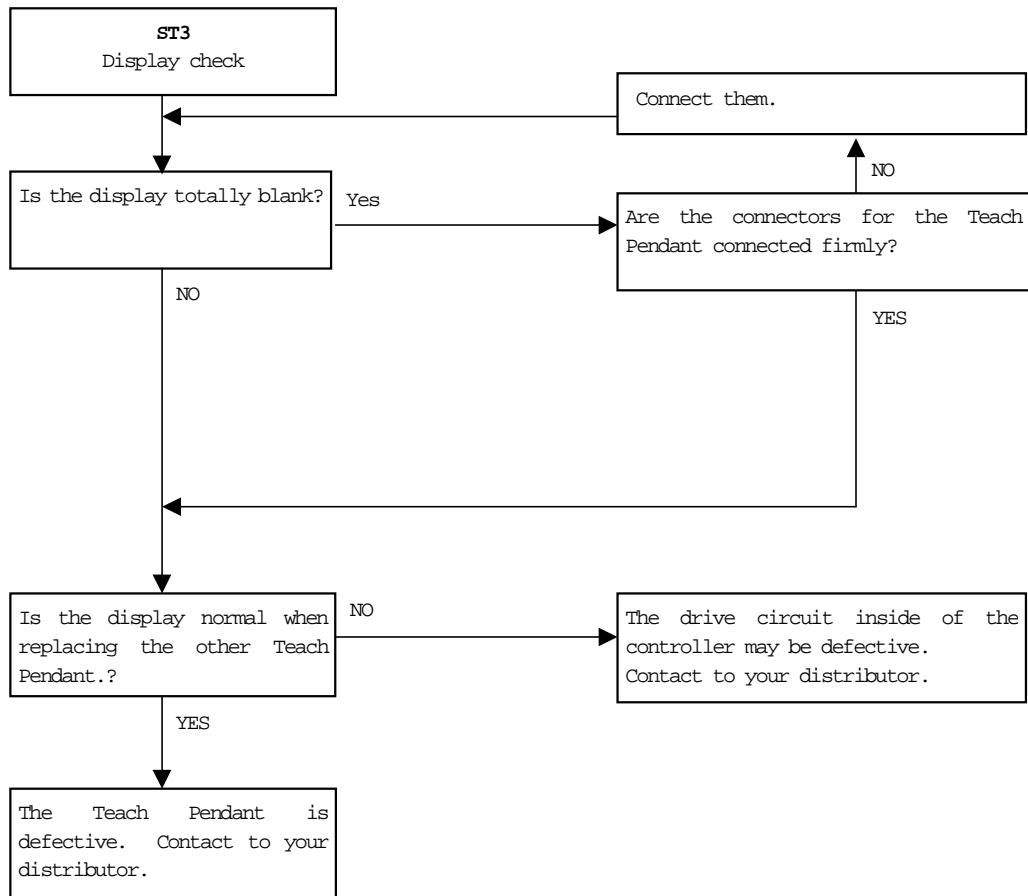 ST3
Display check
Connect them.
Is the display totally blank?
Yes
NO
Are the connectors for the Teach
Pendant connected firmly?
NO
YES
Is the display normal when
replacing the other Teach
Pendant.?
NO
The drive circuit inside of the
controller may be defective.
Contact to your distributor.
YES
The Teach Pendant is
defective. Contact to your
distributor.